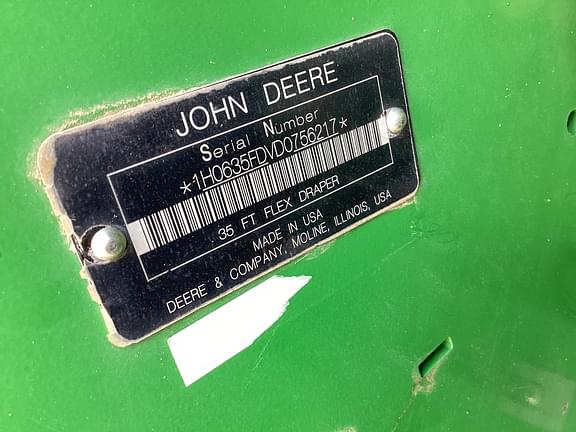 JOHN DEERE
Serial Number
*1H0635FDVD0756217*
35 FT FLEX DRAPER
MADE IN USA
DEERE & COMPANY, MOLINE, ILLINOIS, USA